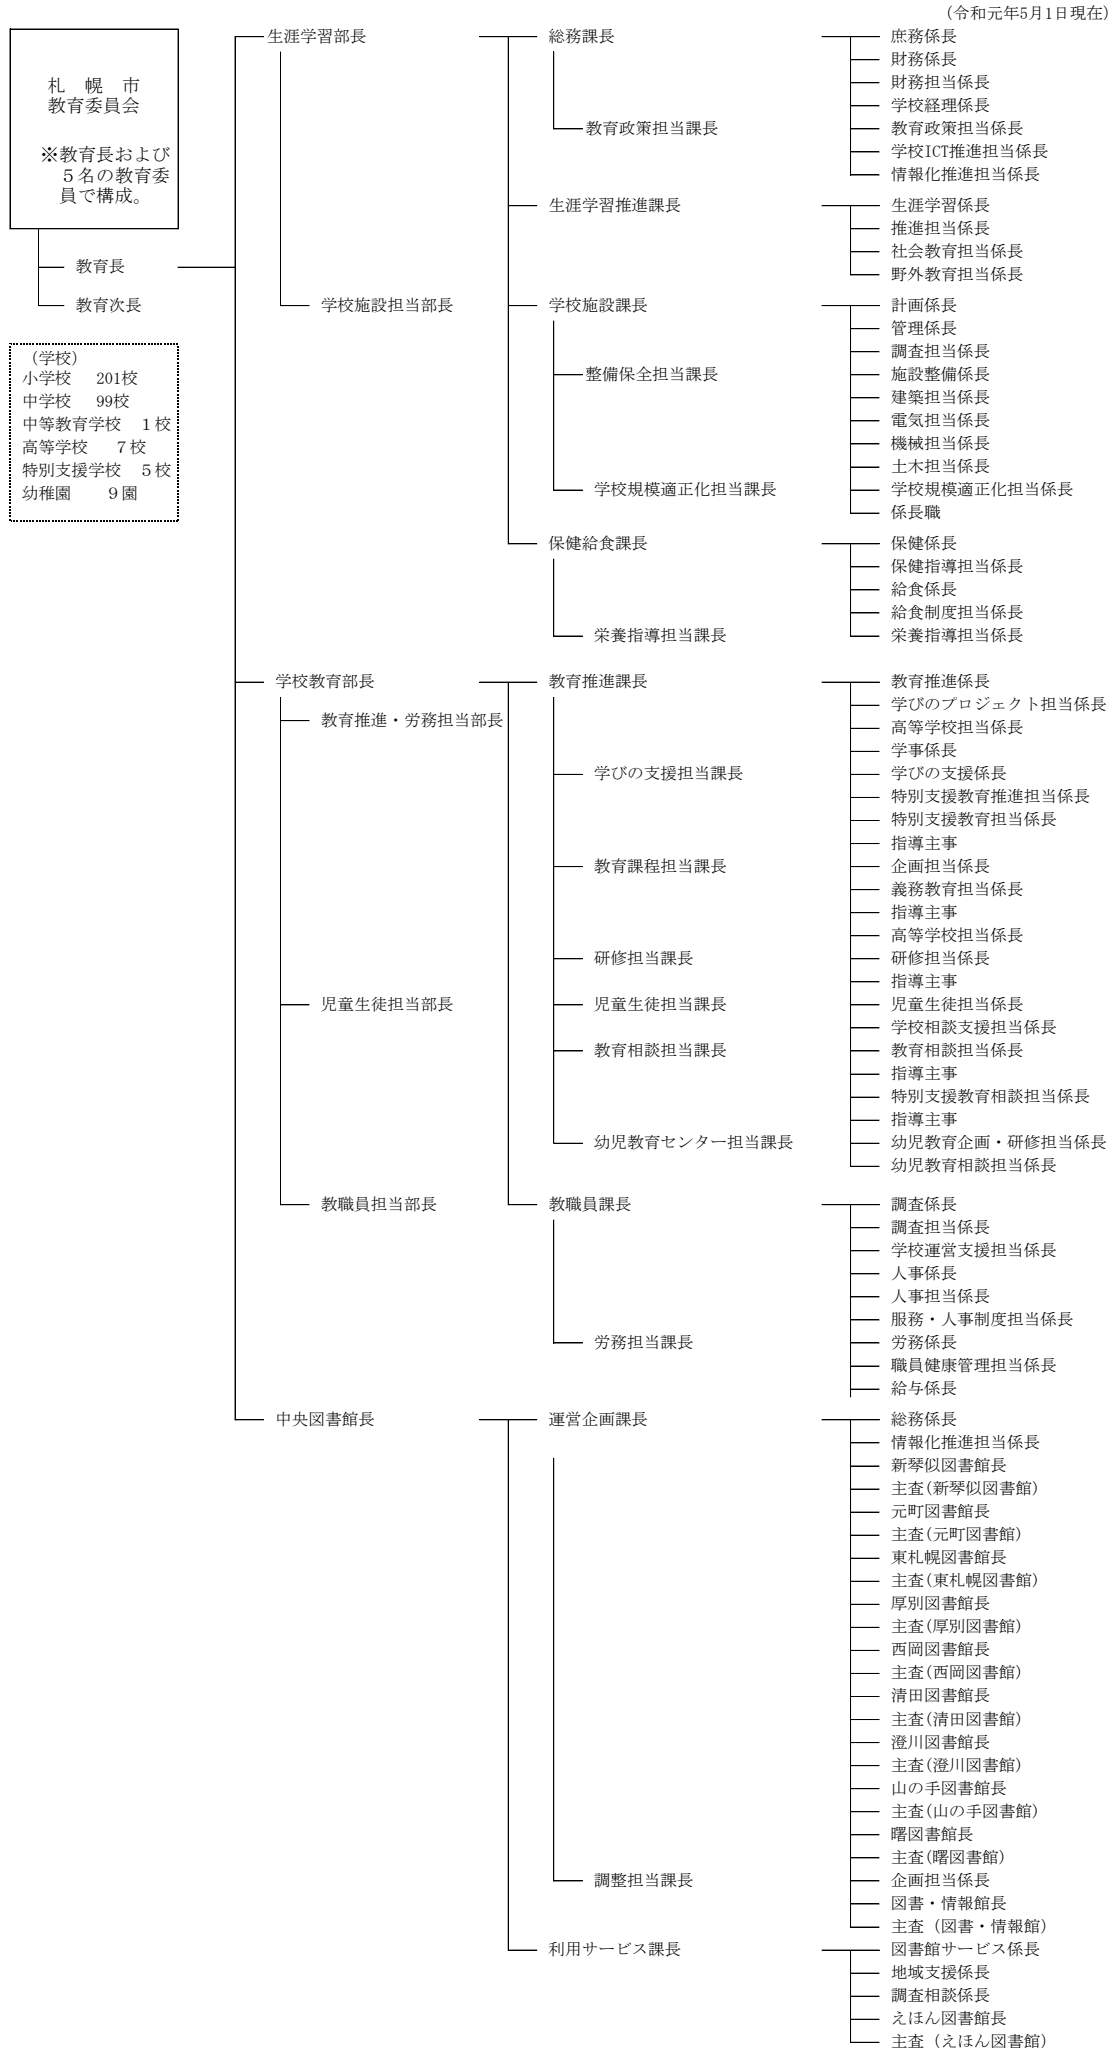 (令和元年5月1日現在)
札 幌 市
教育委員会
※教育長および
５名の教育委
員で構成。
教育長
教育次長
（学校）
小学校 201校
中学校 99校
中等教育学校 １校
高等学校 ７校
特別支援学校 ５校
幼稚園 ９園
生涯学習部長
学校施設担当部長
総務課長
教育政策担当課長
庶務係長
財務係長
財務担当係長
学校経理係長
教育政策担当係長
学校ICT推進担当係長
情報化推進担当係長
生涯学習推進課長
生涯学習係長
推進担当係長
社会教育担当係長
野外教育担当係長
学校施設課長
整備保全担当課長
学校規模適正化担当課長
計画係長
管理係長
調査担当係長
施設整備係長
建築担当係長
電気担当係長
機械担当係長
土木担当係長
学校規模適正化担当係長
係長職
保健給食課長
栄養指導担当課長
保健係長
保健指導担当係長
給食係長
給食制度担当係長
栄養指導担当係長
学校教育部長
教育推進・労務担当部長
児童生徒担当部長
教職員担当部長
教育推進課長
学びの支援担当課長
教育課程担当課長
研修担当課長
児童生徒担当課長
教育相談担当課長
幼児教育センター担当課長
教育推進係長
学びのプロジェクト担当係長
高等学校担当係長
学事係長
学びの支援係長
特別支援教育推進担当係長
特別支援教育担当係長
指導主事
企画担当係長
義務教育担当係長
指導主事
高等学校担当係長
研修担当係長
指導主事
児童生徒担当係長
学校相談支援担当係長
教育相談担当係長
指導主事
特別支援教育相談担当係長
指導主事
幼児教育企画・研修担当係長
幼児教育相談担当係長
教職員課長
労務担当課長
調査係長
調査担当係長
学校運営支援担当係長
人事係長
人事担当係長
服務・人事制度担当係長
労務係長
職員健康管理担当係長
給与係長
中央図書館長
運営企画課長
調整担当課長
総務係長
情報化推進担当係長
新琴似図書館長
主査(新琴似図書館)
元町図書館長
主査(元町図書館)
東札幌図書館長
主査(東札幌図書館)
厚別図書館長
主査(厚別図書館)
西岡図書館長
主査(西岡図書館)
清田図書館長
主査(清田図書館)
澄川図書館長
主査(澄川図書館)
山の手図書館長
主査(山の手図書館)
曙図書館長
主査(曙図書館)
企画担当係長
図書・情報館長
主査（図書・情報館）
利用サービス課長
図書館サービス係長
地域支援係長
調査相談係長
えほん図書館長
主査（えほん図書館）